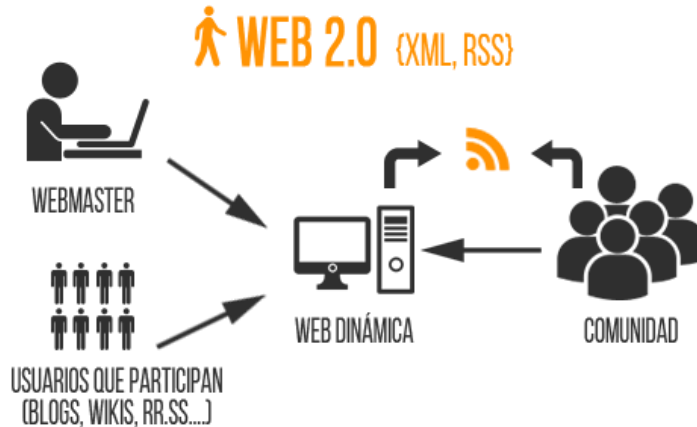 WEB 2.0 {XML, RSS}
WEBMASTER
WEB DINÁMICA
COMUNIDAD
USUARIOS QUE PARTICIPAN
(BLOGS, WIKIS, RR.SS....)